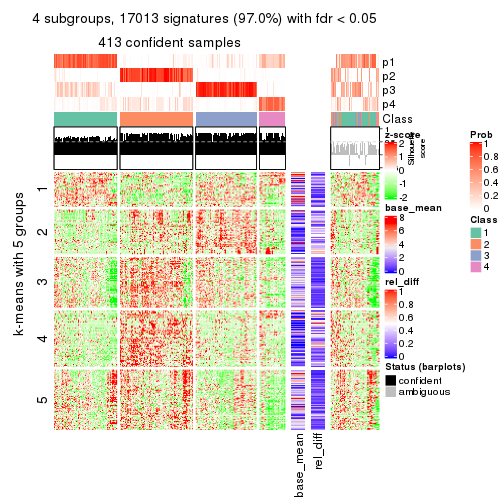 4 subgroups, 17013 signatures (97.0%) with fdr < 0.05
413 confident samples
p1
p2
p3
p4
Class
1
Silhouette
score
z-score
2
1
0
-1
-2
base_mean
8
6
4
2
0
rel_diff
1
0.8
0.6
0.4
0.2
0
Status (barplots)
confident
ambiguous
Prob
1
0.8
0.6
0.4
0.2
0
Class
1
2
3
4
k-means with 5 groups
1
2
3
4
5
base_mean
rel_diff